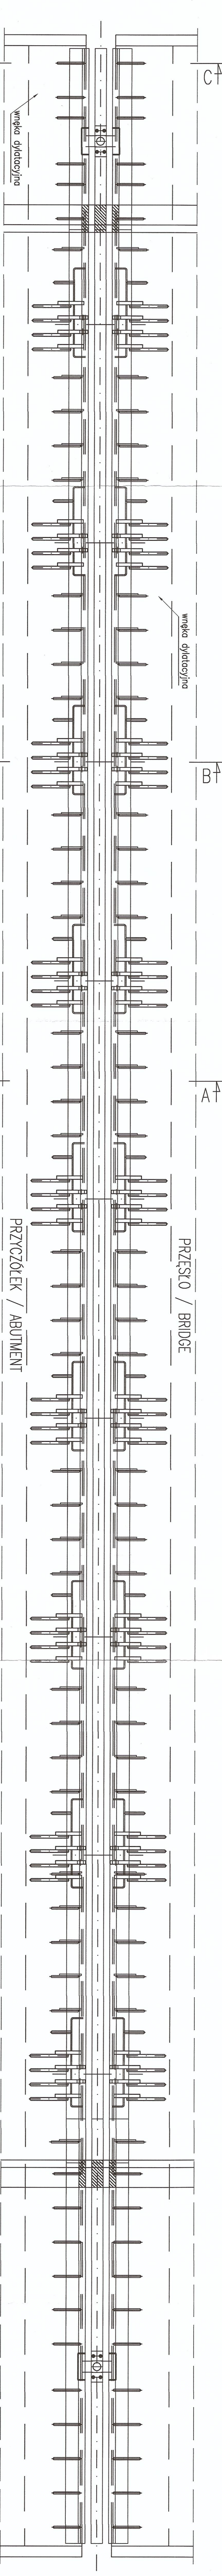 C
wnęka dylatacyjna
wnęka dylatacyjna
B
A
PRZĘSŁO / BRIDGE
PRZYCZÓŁEK / ABUTMENT